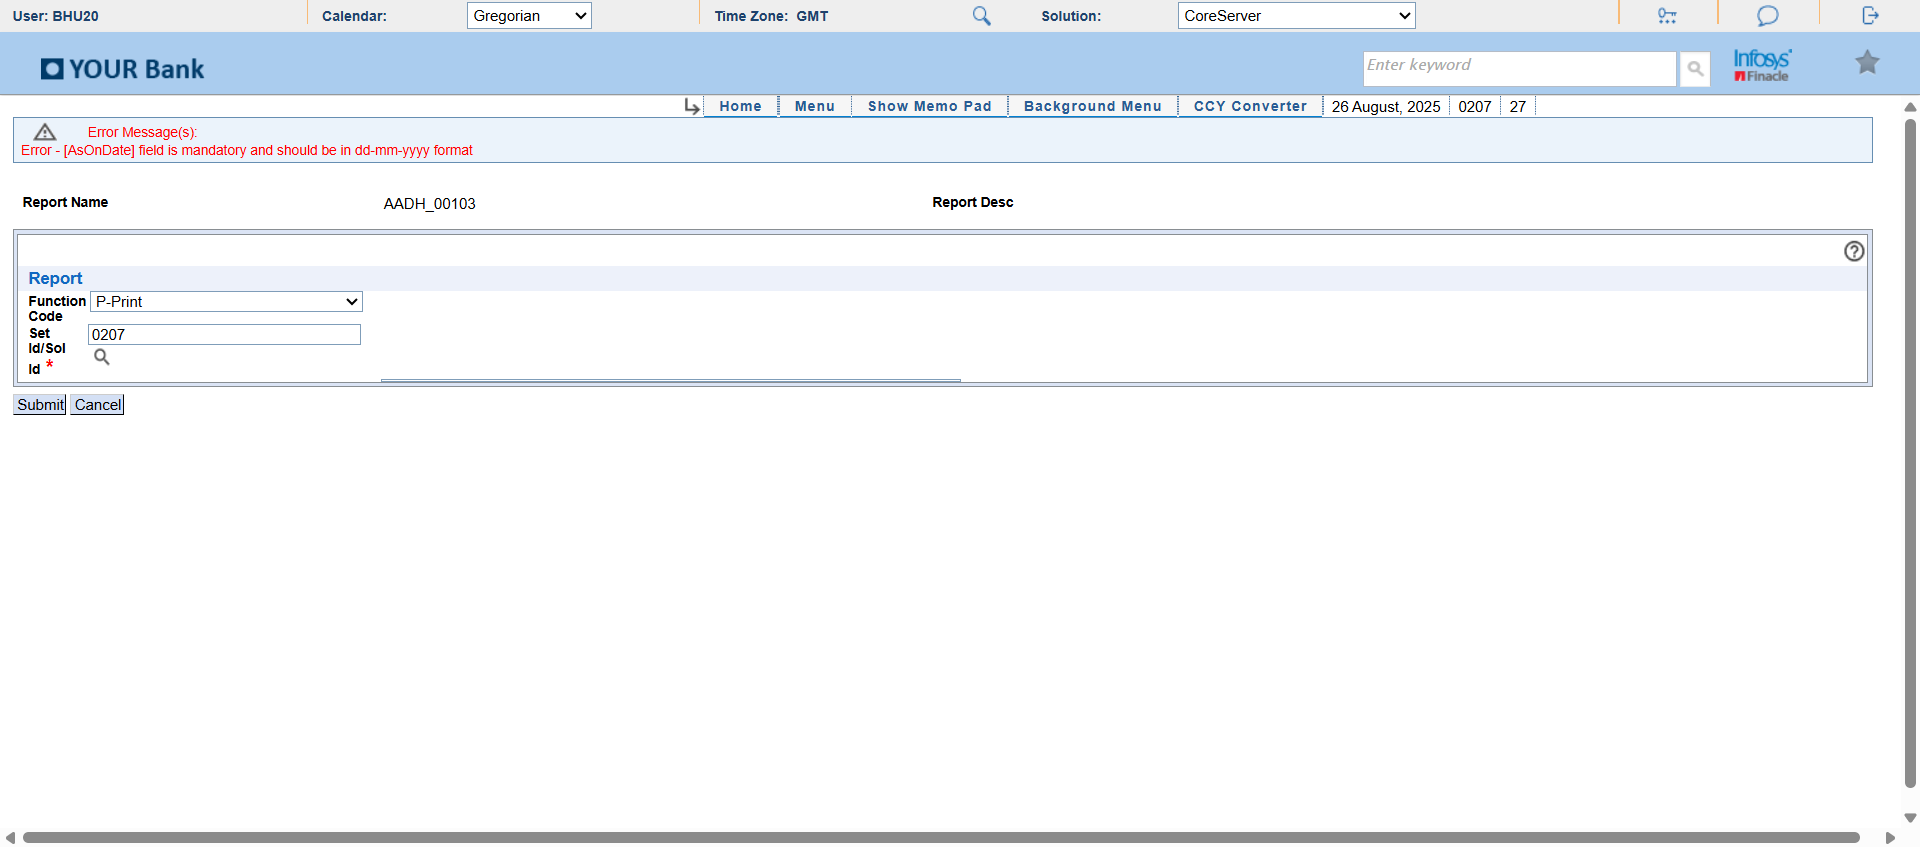 User: BHU20 Calendar: Gregorian Time Zone: GMT Solution: CoreServer
YOUR Bank Enter keyword Infosys Finacle
Home Menu Show Memo Pad Background Menu CCY Converter 26 August, 2025 0207 27
Error Message(s):
Error - [AsOnDate] field is mandatory and should be in dd-mm-yyyy format
Report Name AADH_00103 Report Desc
Report
Function Code P-Print
Set Id/Sol Id * 0207
Submit Cancel